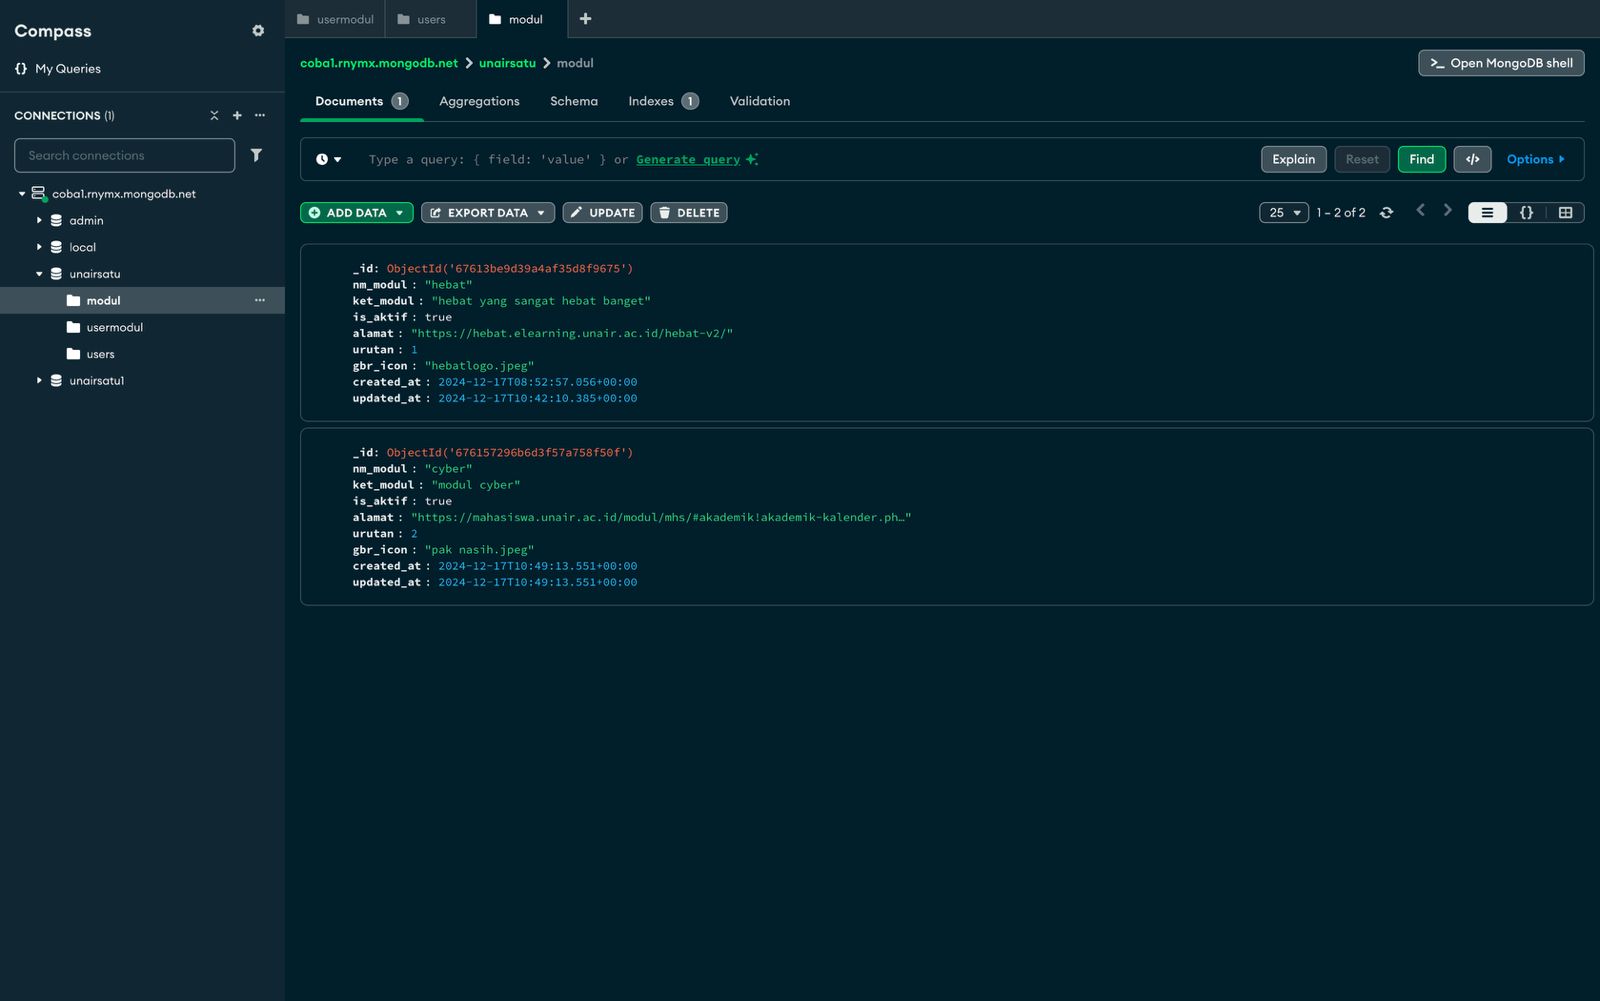 Compass
My Queries
CONNECTIONS (1)
Search connections
coba1.rnymx.mongodb.net
admin
local
unairsatu
modul
usermodul
users
unairsatu1
usermodul
users
modul
coba1.rnymx.mongodb.net > unairsatu > modul
>_ Open MongoDB shell
Documents 1 Aggregations Schema Indexes 1 Validation
Type a query: { field: 'value' } or Generate query
Explain Reset Find </> Options
ADD DATA EXPORT DATA UPDATE DELETE
25 1 – 2 of 2 {}
_id: ObjectId('67613be9d39a4af35d8f9675')
nm_modul : "hebat"
ket_modul : "hebat yang sangat hebat banget"
is_aktif : true
alamat : "https://hebat.elearning.unair.ac.id/hebat-v2/"
urutan : 1
gbr_icon : "hebatlogo.jpeg"
created_at : 2024-12-17T08:52:57.056+00:00
updated_at : 2024-12-17T10:42:10.385+00:00
_id: ObjectId('676157296b6d3f57a758f50f')
nm_modul : "cyber"
ket_modul : "modul cyber"
is_aktif : true
alamat : "https://mahasiswa.unair.ac.id/modul/mhs/#akademik!akademik-kalender.ph…"
urutan : 2
gbr_icon : "pak nasih.jpeg"
created_at : 2024-12-17T10:49:13.551+00:00
updated_at : 2024-12-17T10:49:13.551+00:00